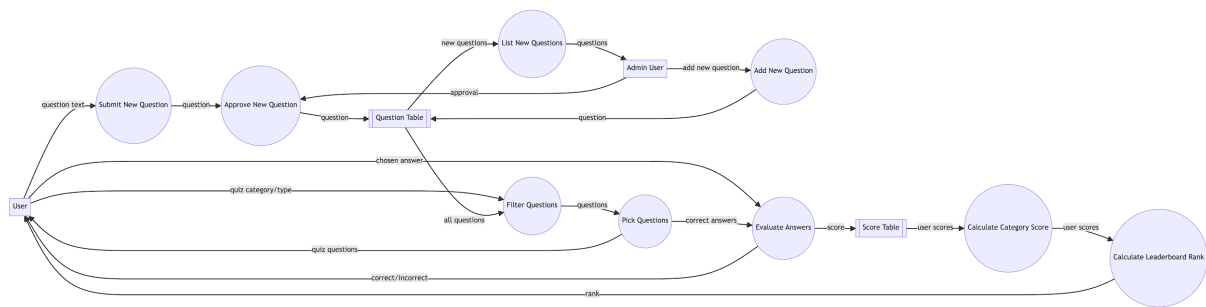 List New Questions
new questions
questions
Admin User
add new question
Add New Question
question text
Submit New Question
question
Approve New Question
approval
question
Question Table
question
chosen answer
quiz category/type
User
Filter Questions
questions
all questions
Pick Questions
correct answers
Evaluate Answers
score
Score Table
user scores
Calculate Category Score
user scores
Calculate Leaderboard Rank
quiz questions
correct/incorrect
rank